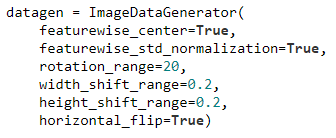 datagen = ImageDataGenerator(
    featurewise_center=True,
    featurewise_std_normalization=True,
    rotation_range=20,
    width_shift_range=0.2,
    height_shift_range=0.2,
    horizontal_flip=True)